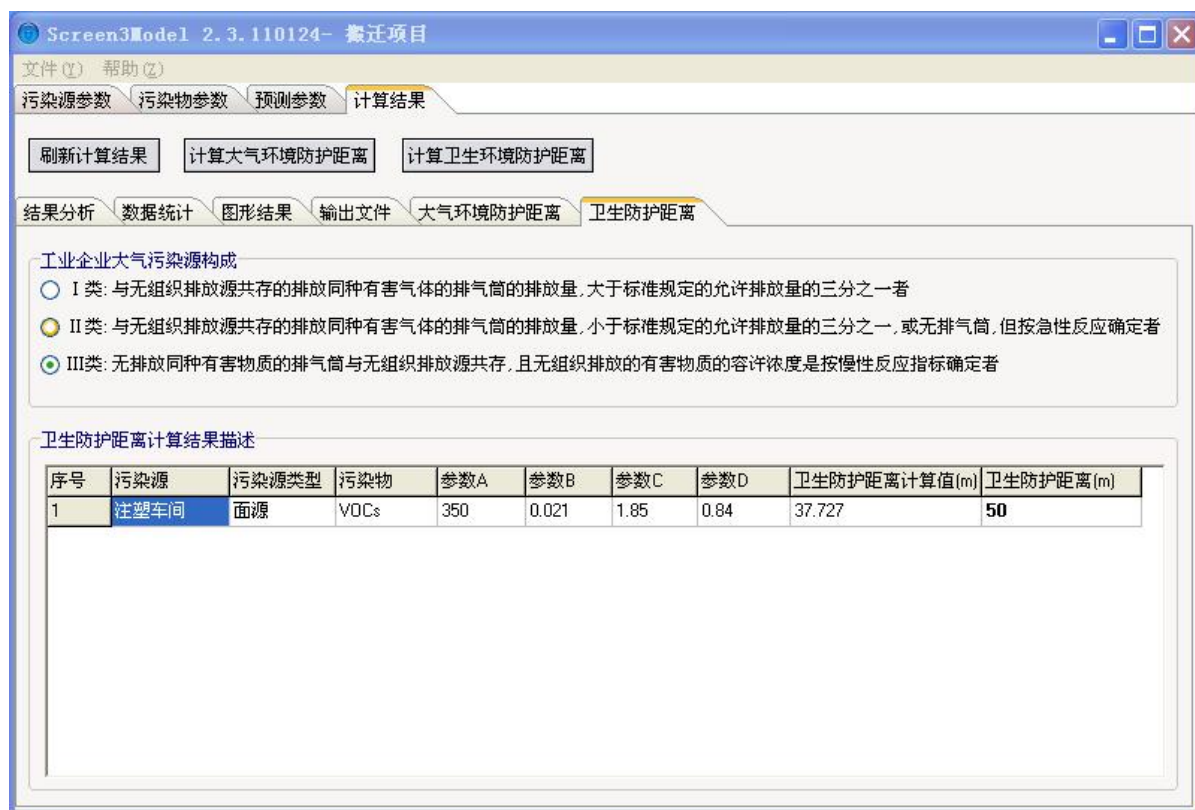 Screen3Model 2.3.110124- 搬迁项目
文件(Y) 帮助(Z)
污染源参数 污染物参数 预测参数 计算结果
刷新计算结果 计算大气环境防护距离 计算卫生环境防护距离
结果分析 数据统计 图形结果 输出文件 大气环境防护距离 卫生防护距离
工业企业大气污染源构成
I 类: 与无组织排放源共存的排放同种有害气体的排气筒的排放量,大于标准规定的允许排放量的三分之一者
II类: 与无组织排放源共存的排放同种有害气体的排气筒的排放量,小于标准规定的允许排放量的三分之一,或无排气筒,但按急性反应确定者
III类: 无排放同种有害物质的排气筒与无组织排放源共存,且无组织排放的有害物质的容许浓度是按慢性反应指标确定者
卫生防护距离计算结果描述
序号 污染源 污染源类型 污染物 参数A 参数B 参数C 参数D 卫生防护距离计算值(m) 卫生防护距离(m)
1 注塑车间 面源 VOCs 350 0.021 1.85 0.84 37.727 50